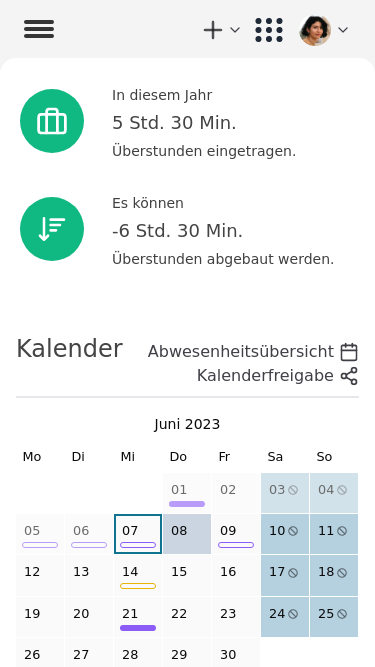 In diesem Jahr
5 Std. 30 Min.
Überstunden eingetragen.
Es können
-6 Std. 30 Min.
Überstunden abgebaut werden.
Kalender
Abwesenheitsübersicht
Kalenderfreigabe
Juni 2023
Mo Di Mi Do Fr Sa So
01 02 03 04
05 06 07 08 09 10 11
12 13 14 15 16 17 18
19 20 21 22 23 24 25
26 27 28 29 30